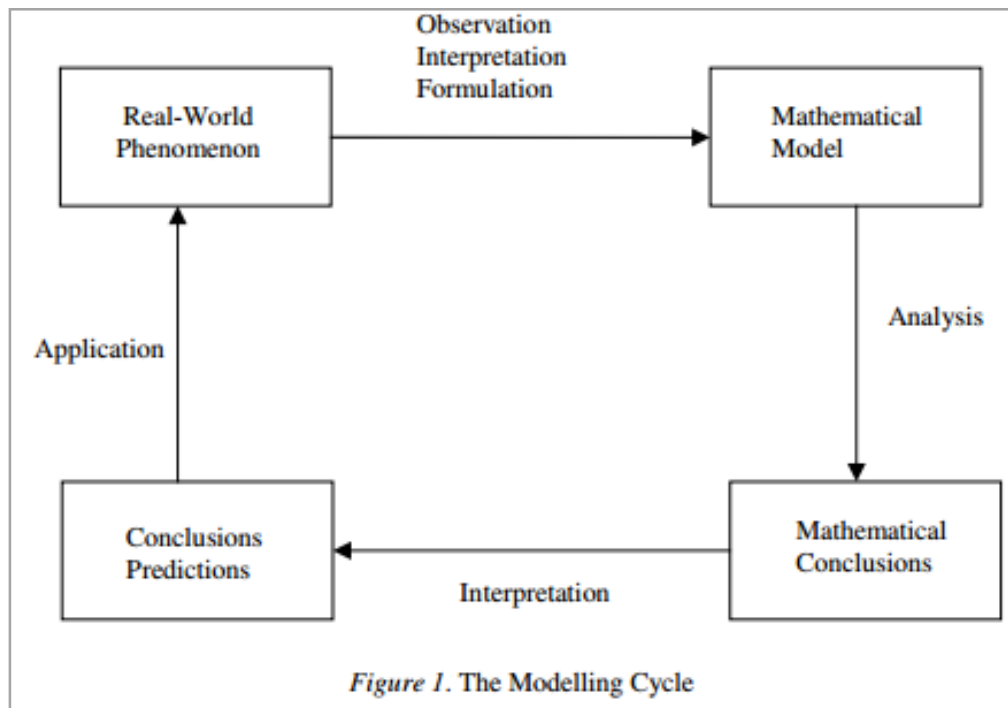 Observation
Interpretation
Formulation
Real-World
Phenomenon
Mathematical
Model
Analysis
Application
Conclusions
Predictions
Mathematical
Conclusions
Interpretation
Figure 1. The Modelling Cycle